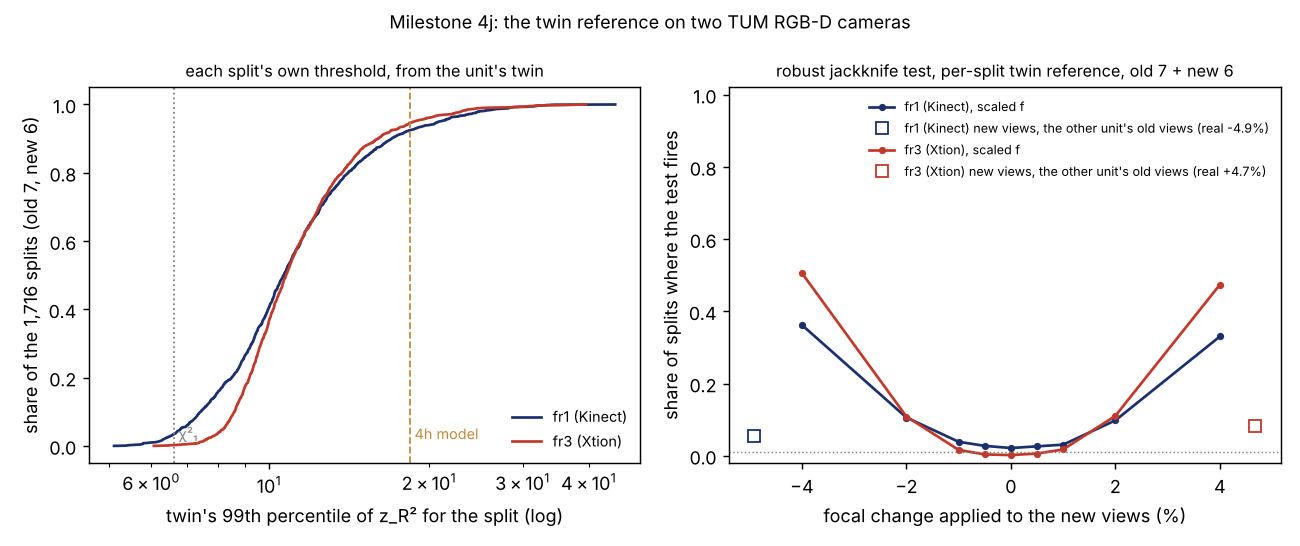 Milestone 4j: the twin reference on two TUM RGB-D cameras
each split's own threshold, from the unit's twin
share of the 1,716 splits (old 7, new 6)
1.0
0.8
0.6
0.4
0.2
0.0
χ²₁
4h model
fr1 (Kinect)
fr3 (Xtion)
6 × 10⁰
10¹
2 × 10¹
3 × 10¹
4 × 10¹
twin's 99th percentile of z_R² for the split (log)
robust jackknife test, per-split twin reference, old 7 + new 6
share of splits where the test fires
1.0
0.8
0.6
0.4
0.2
0.0
fr1 (Kinect), scaled f
fr1 (Kinect) new views, the other unit's old views (real -4.9%)
fr3 (Xtion), scaled f
fr3 (Xtion) new views, the other unit's old views (real +4.7%)
−4
−2
0
2
4
focal change applied to the new views (%)